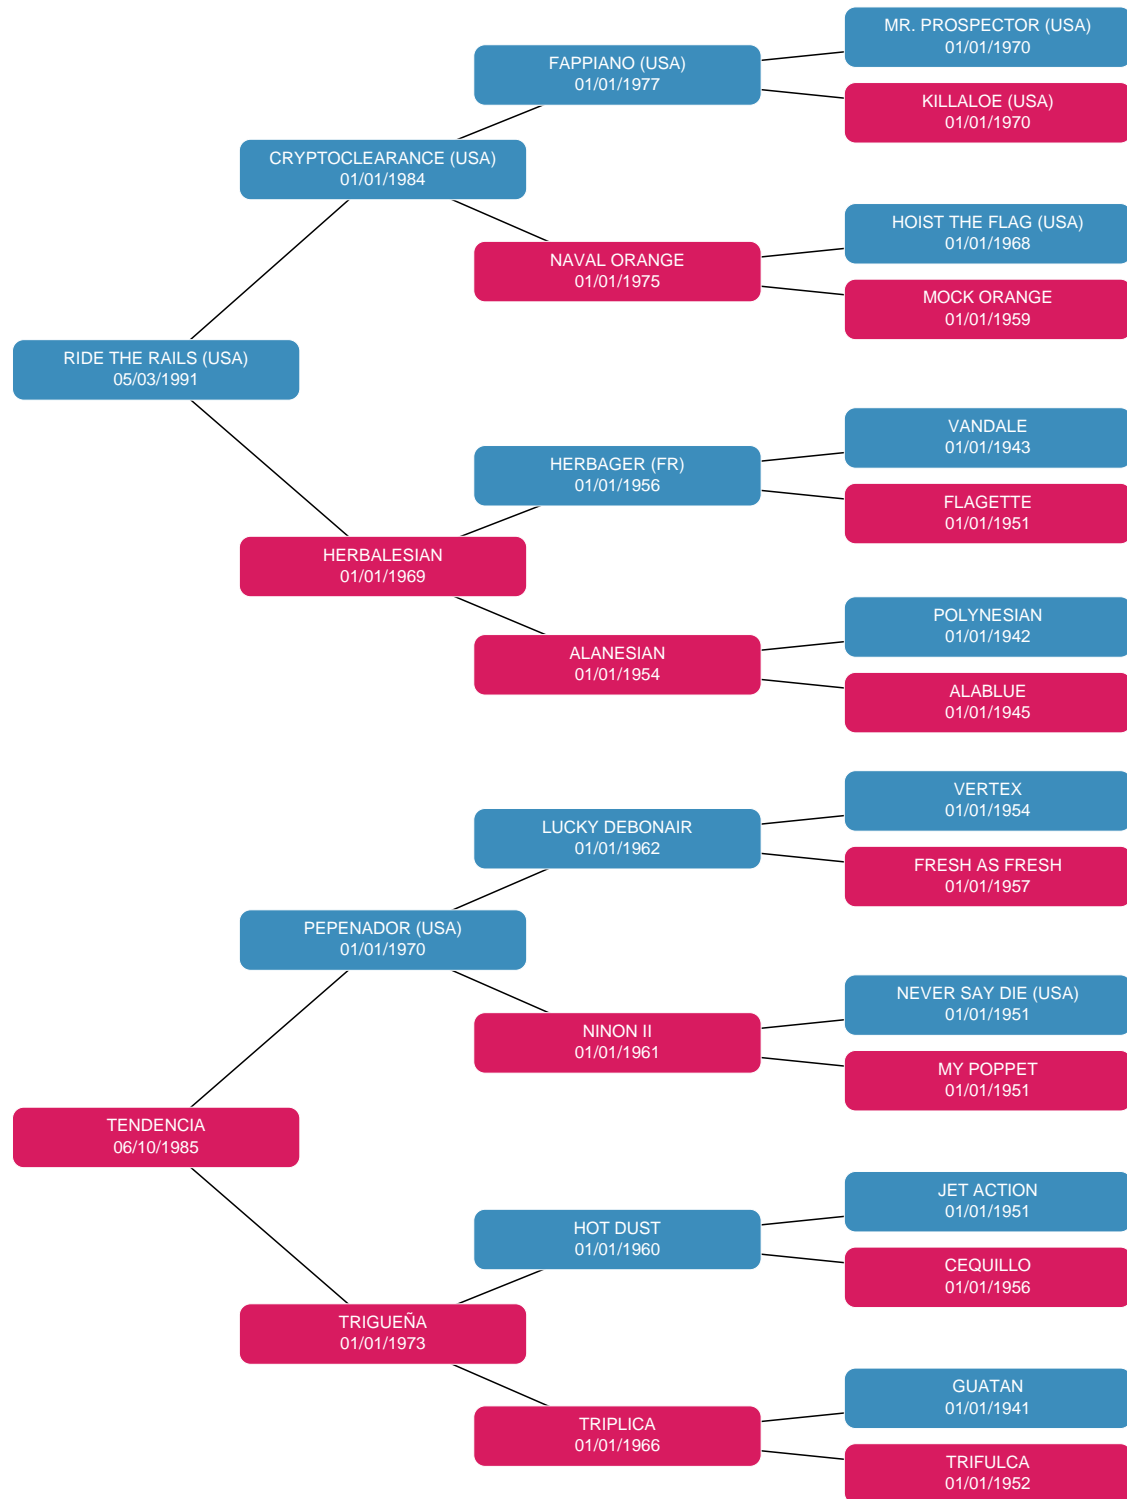 MR. PROSPECTOR (USA)
01/01/1970
FAPPIANO (USA)
01/01/1977
KILLALOE (USA)
01/01/1970
CRYPTOCLEARANCE (USA)
01/01/1984
HOIST THE FLAG (USA)
01/01/1968
NAVAL ORANGE
01/01/1975
MOCK ORANGE
01/01/1959
RIDE THE RAILS (USA)
05/03/1991
VANDALE
01/01/1943
HERBAGER (FR)
01/01/1956
FLAGETTE
01/01/1951
HERBALESIAN
01/01/1969
POLYNESIAN
01/01/1942
ALANESIAN
01/01/1954
ALABLUE
01/01/1945
VERTEX
01/01/1954
LUCKY DEBONAIR
01/01/1962
FRESH AS FRESH
01/01/1957
PEPENADOR (USA)
01/01/1970
NEVER SAY DIE (USA)
01/01/1951
NINON II
01/01/1961
MY POPPET
01/01/1951
TENDENCIA
06/10/1985
JET ACTION
01/01/1951
HOT DUST
01/01/1960
CEQUILLO
01/01/1956
TRIGUEÑA
01/01/1973
GUATAN
01/01/1941
TRIPLICA
01/01/1966
TRIFULCA
01/01/1952